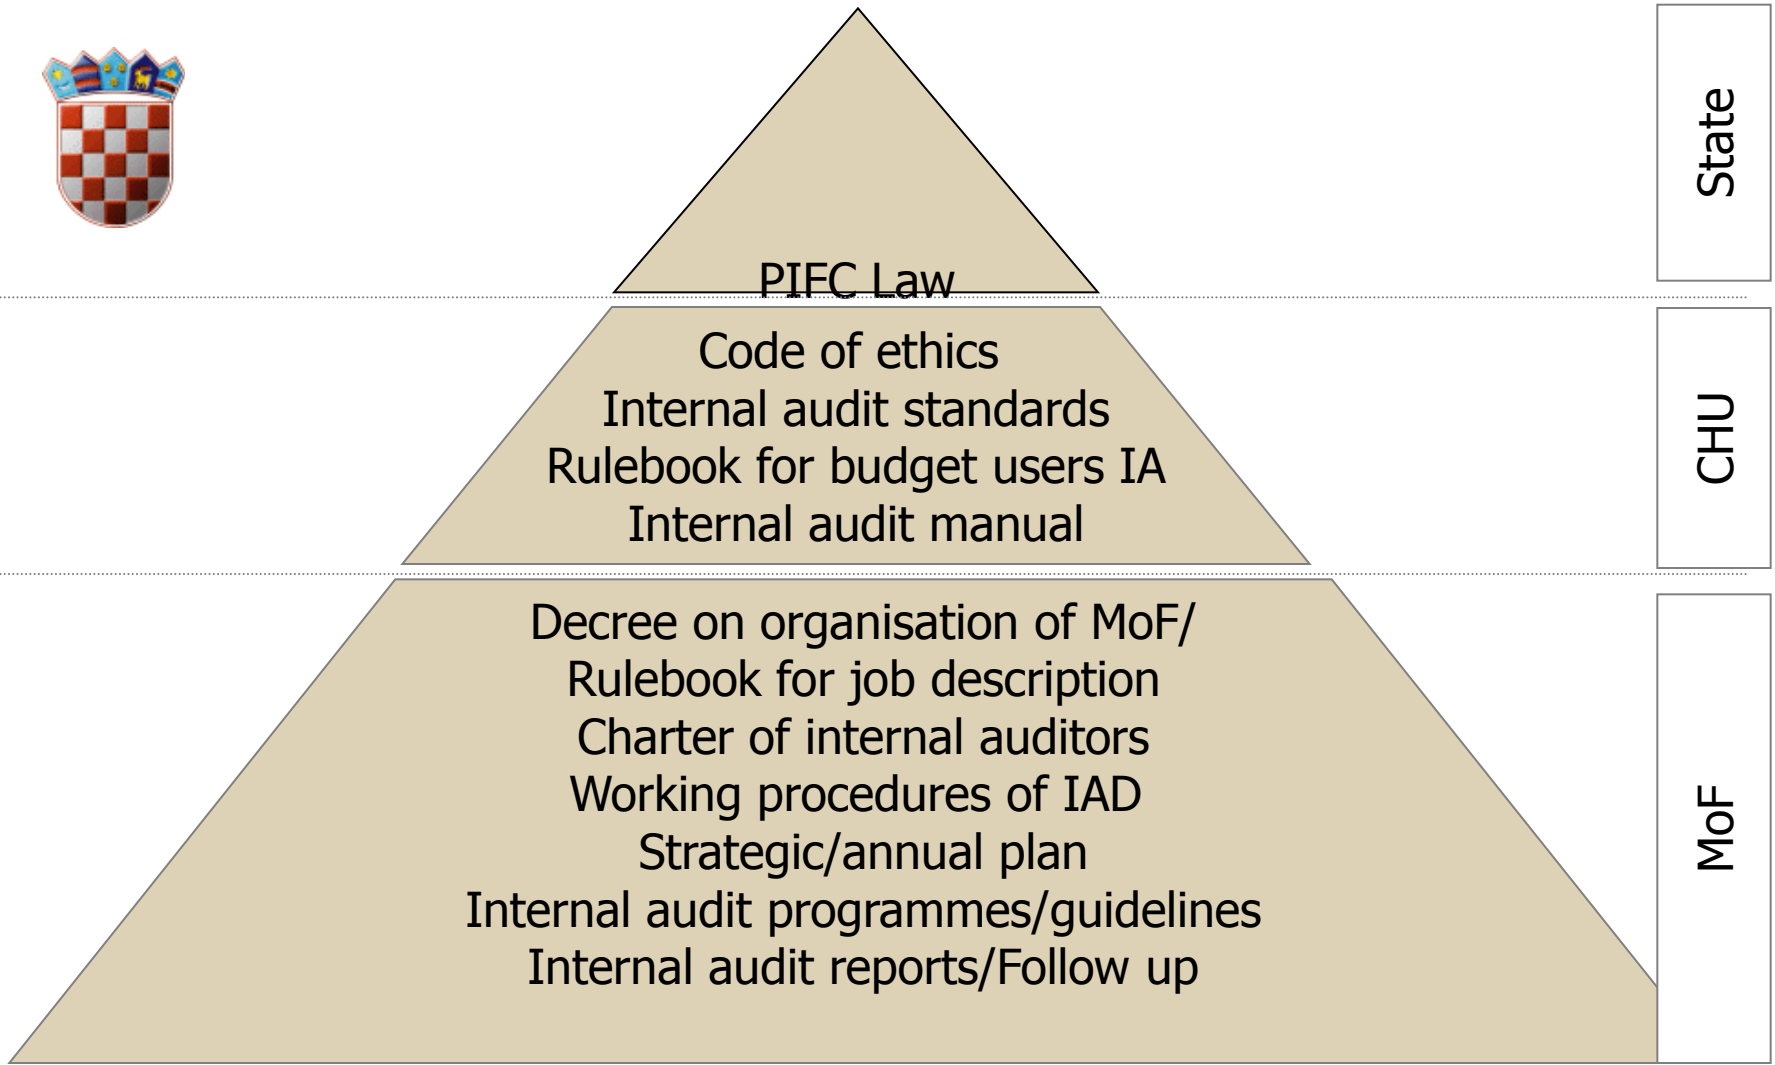 State
PIFC Law
Code of ethics
Internal audit standards
Rulebook for budget users IA
Internal audit manual
CHU
Decree on organisation of MoF/
Rulebook for job description
Charter of internal auditors
Working procedures of IAD
Strategic/annual plan
Internal audit programmes/guidelines
Internal audit reports/Follow up
MoF